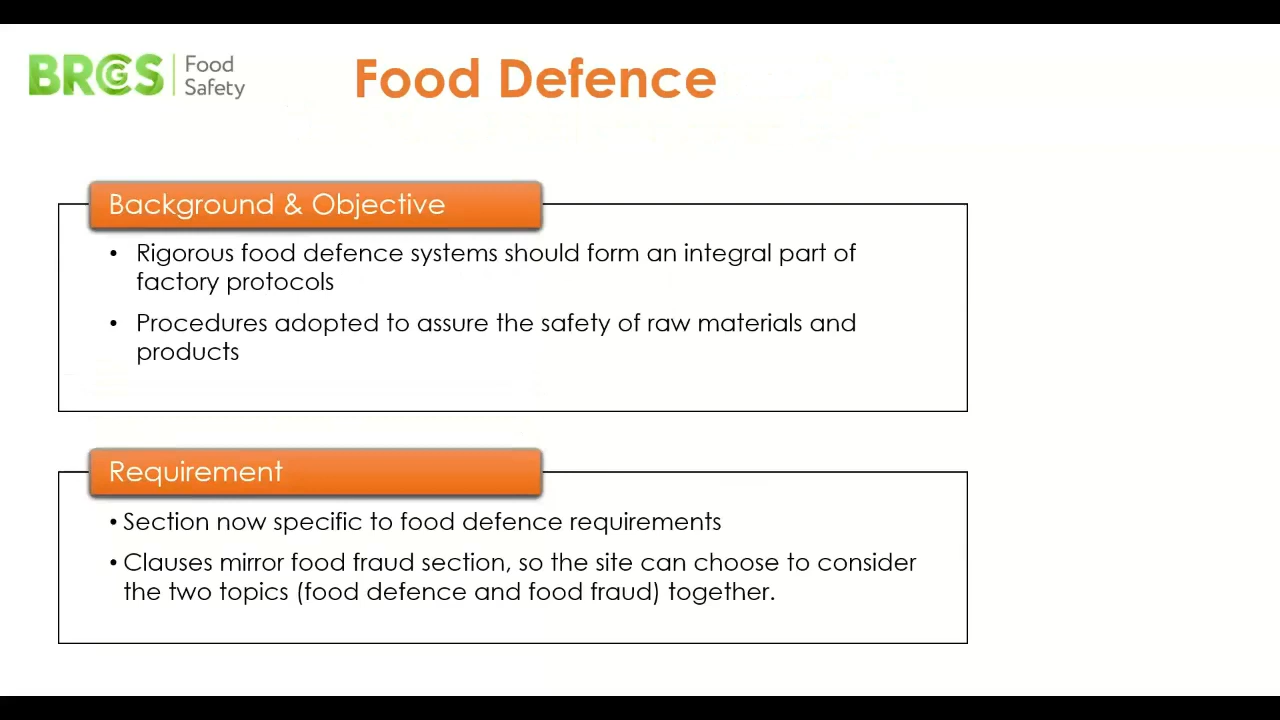 BRCGS Food
Safety
Food Defence
Background & Objective
• Rigorous food defence systems should form an integral part of
factory protocols
• Procedures adopted to assure the safety of raw materials and
products
Requirement
• Section now specific to food defence requirements
• Clauses mirror food fraud section, so the site can choose to consider
the two topics (food defence and food fraud) together.